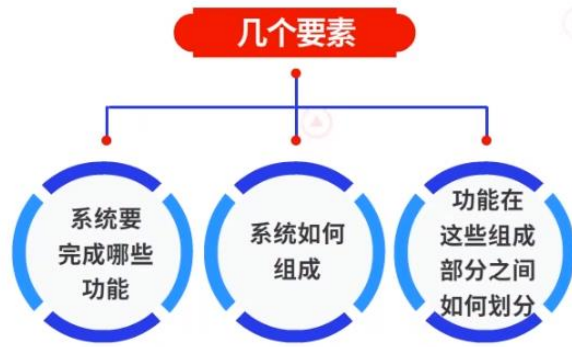 几个要素
系统要
完成哪些
功能
系统如何
组成
功能在
这些组成
部分之间
如何划分